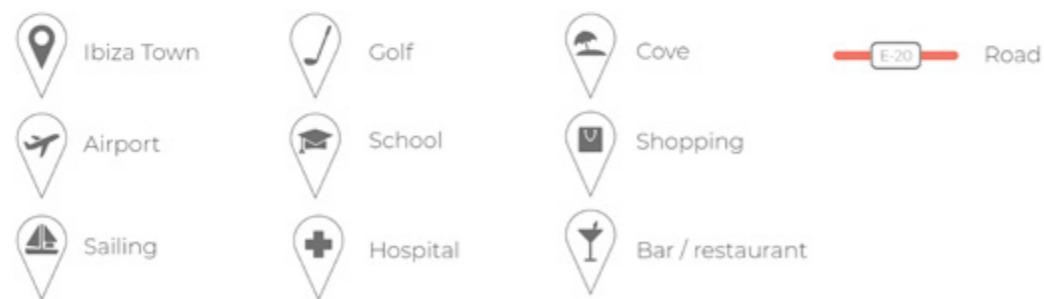 Ibiza Town
Golf
Cove
E-20
Road
Airport
School
Shopping
Sailing
Hospital
Bar / restaurant